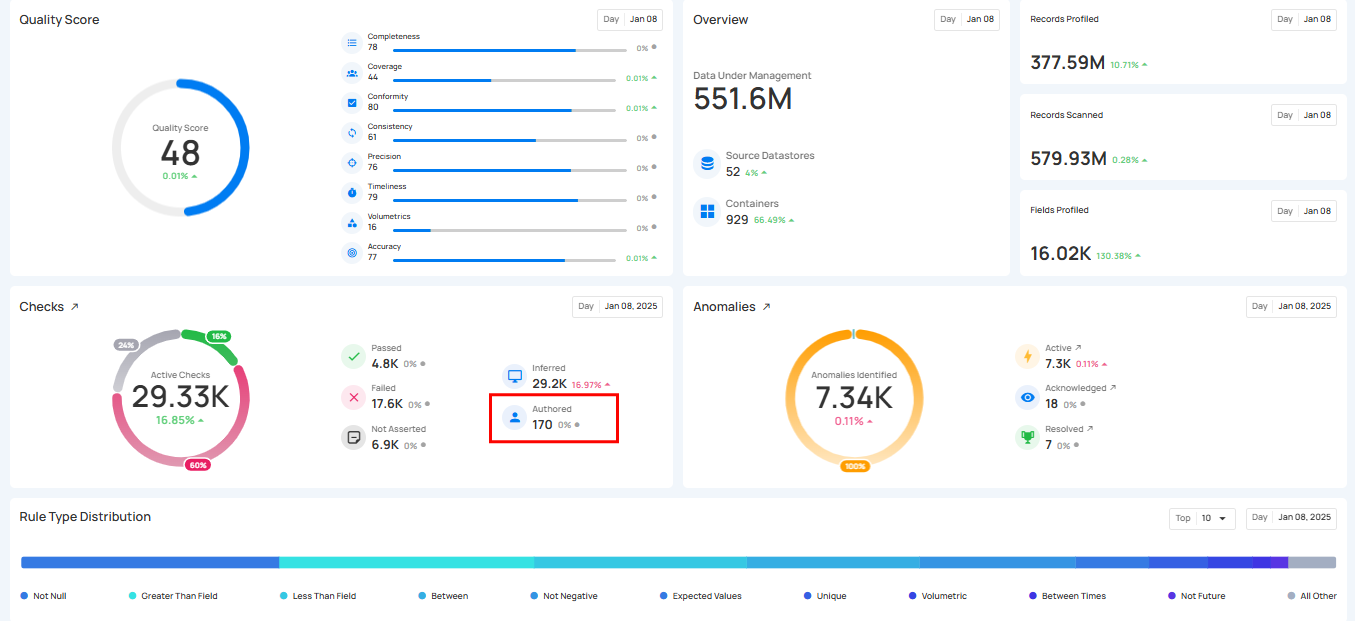 Quality Score
Day Jan 08
Quality Score
48
0.01%
Completeness
78
0%
Coverage
44
0.01%
Conformity
80
0.01%
Consistency
61
0%
Precision
76
0%
Timeliness
79
0%
Volumetrics
16
0%
Accuracy
77
0.01%
Overview
Day Jan 08
Data Under Management
551.6M
Source Datastores
52 4%
Containers
929 66.49%
Records Profiled
Day Jan 08
377.59M 10.71%
Records Scanned
Day Jan 08
579.93M 0.28%
Fields Profiled
Day Jan 08
16.02K 130.38%
Checks
Day Jan 08, 2025
24%
16%
Active Checks
29.33K
16.85%
60%
Passed
4.8K 0%
Failed
17.6K 0%
Not Asserted
6.9K 0%
Inferred
29.2K 16.97%
Authored
170 0%
Anomalies
Day Jan 08, 2025
Anomalies Identified
7.34K
0.11%
100%
Active
7.3K 0.11%
Acknowledged
18 0%
Resolved
7 0%
Rule Type Distribution
Top 10
Day Jan 08, 2025
Not Null Greater Than Field Less Than Field Between Not Negative Expected Values Unique Volumetric Between Times Not Future All Other